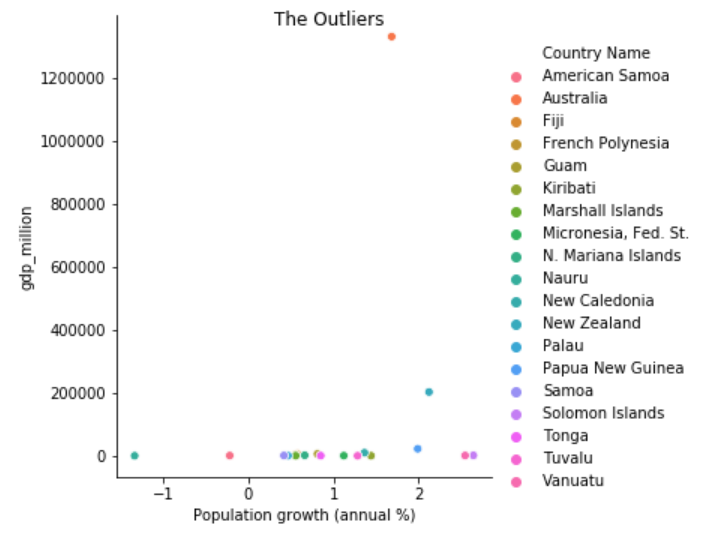 The Outliers
1200000
1000000
800000
600000
400000
200000
0
gdp_million
−1
0
1
2
Population growth (annual %)
Country Name
American Samoa
Australia
Fiji
French Polynesia
Guam
Kiribati
Marshall Islands
Micronesia, Fed. St.
N. Mariana Islands
Nauru
New Caledonia
New Zealand
Palau
Papua New Guinea
Samoa
Solomon Islands
Tonga
Tuvalu
Vanuatu